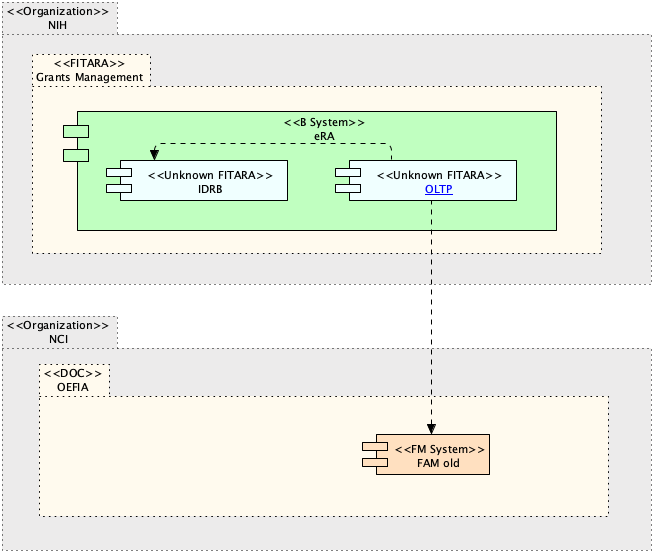 <<Organization>>
NIH
<<FITARA>>
Grants Management
<<B System>>
eRA
<<Unknown FITARA>>
IDRB
<<Unknown FITARA>>
OLTP
<<Organization>>
NCI
<<DOC>>
OEFIA
<<FM System>>
FAM old